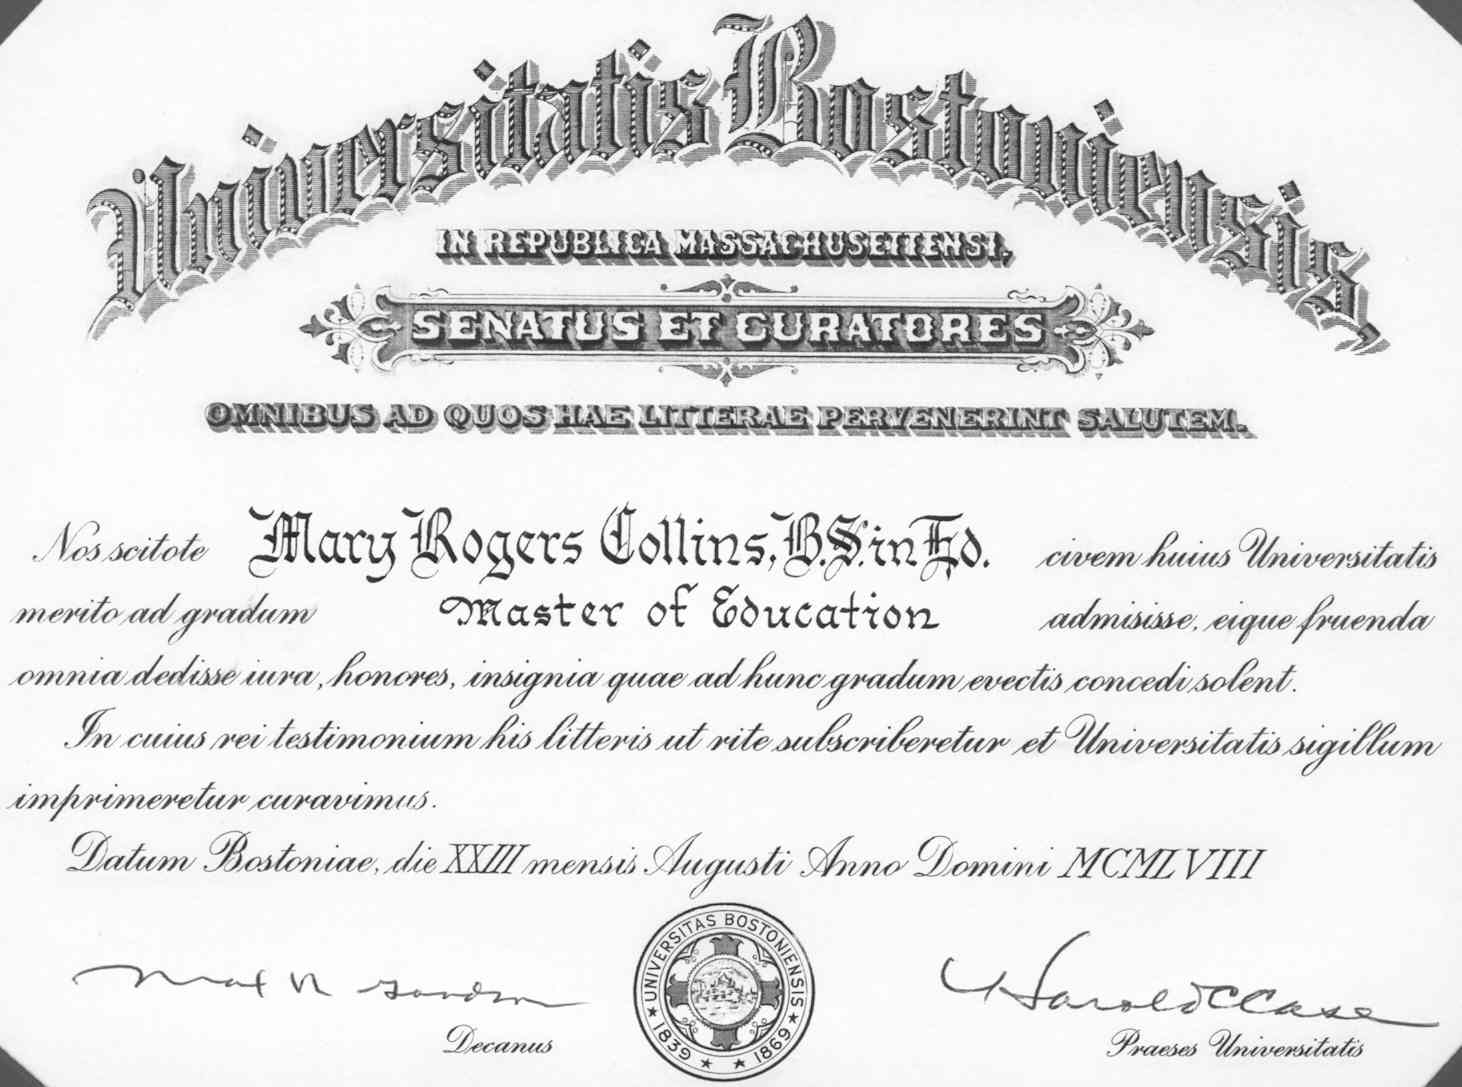 Universitatis Bostoniensis,
IN REPUBLICA MASSACHUSETTENSI,
SENATUS ET CURATORES
OMNIBUS AD QUOS HAE LITTERAE PERVENERINT SALUTEM.
Nos scitote Mary Rogers Collins, B.S. in Ed. civem huius Universitatis
merito ad gradum Master of Education admisisse, eique fruenda
omnia dedisse iura, honores, insignia quae ad hunc gradum evectis concedi solent.
In cuius rei testimonium his litteris ut rite subscriberetur et Universitatis sigillum
imprimeretur curavimus.
Datum Bostoniae, die XXIII mensis Augusti Anno Domini MCMLVIII
UNIVERSITAS BOSTONIENSIS
1839 1869
Harold C Case
Decanus
Praeses Universitatis